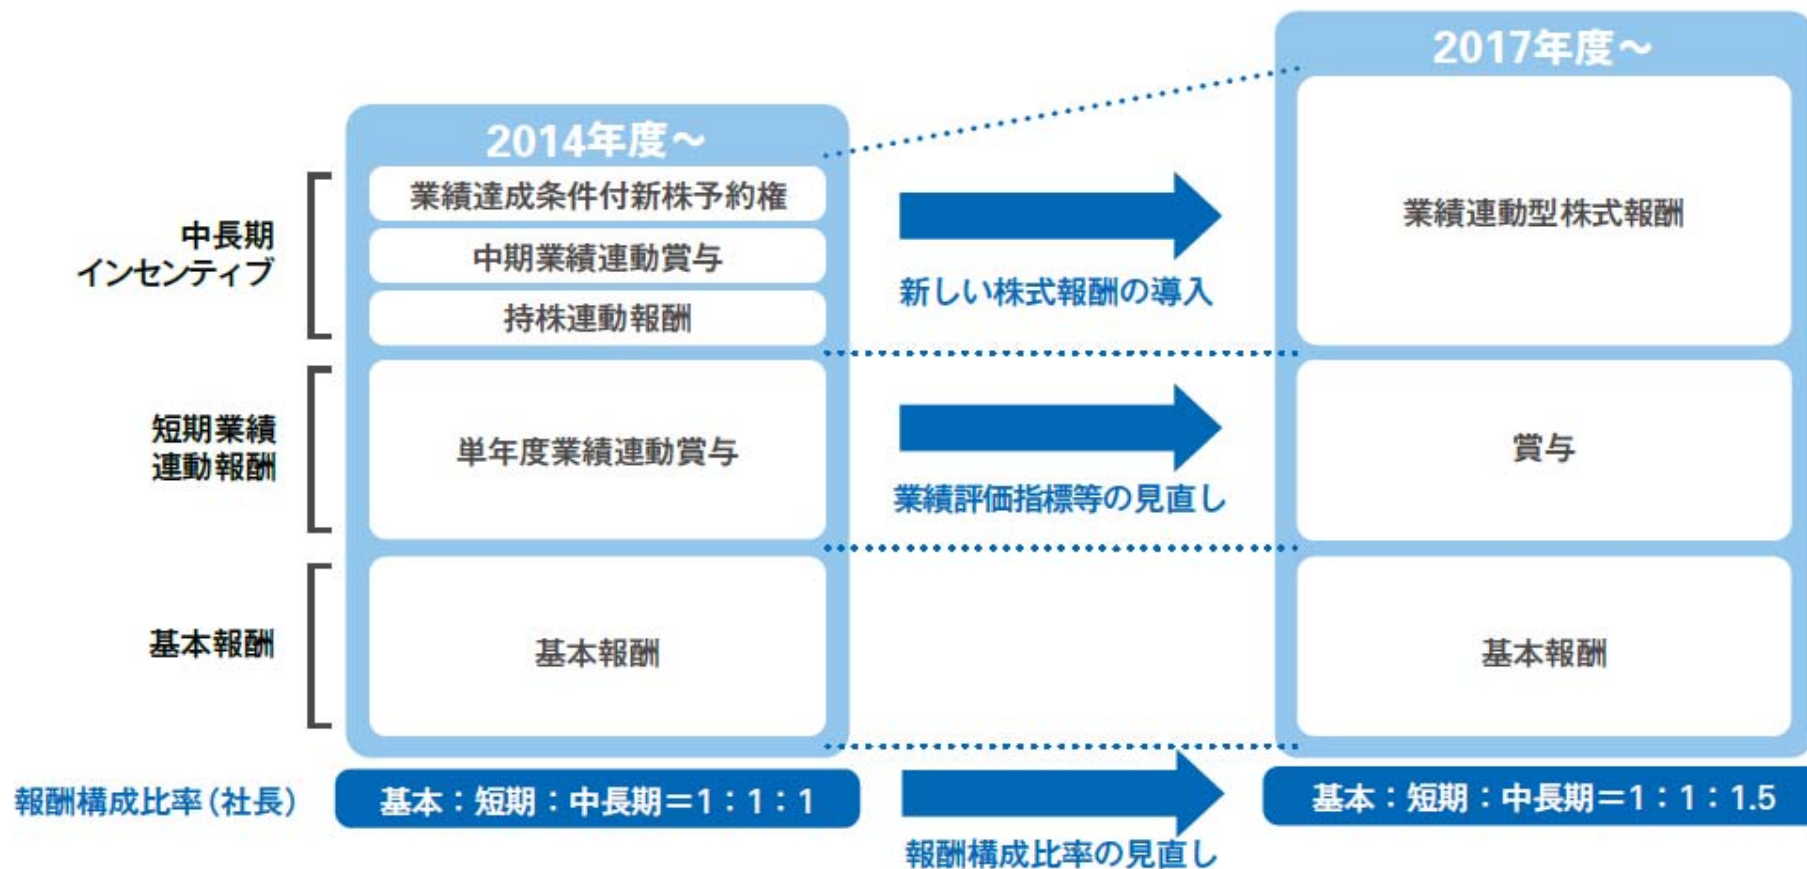 2017年度～
2014年度～
中長期
インセンティブ
業績達成条件付新株予約権
中期業績連動賞与
持株連動報酬
新しい株式報酬の導入
業績連動型株式報酬
短期業績
連動報酬
単年度業績連動賞与
業績評価指標等の見直し
賞与
基本報酬
基本報酬
基本報酬
報酬構成比率（社長）
基本：短期：中長期＝1：1：1
報酬構成比率の見直し
基本：短期：中長期＝1：1：1.5